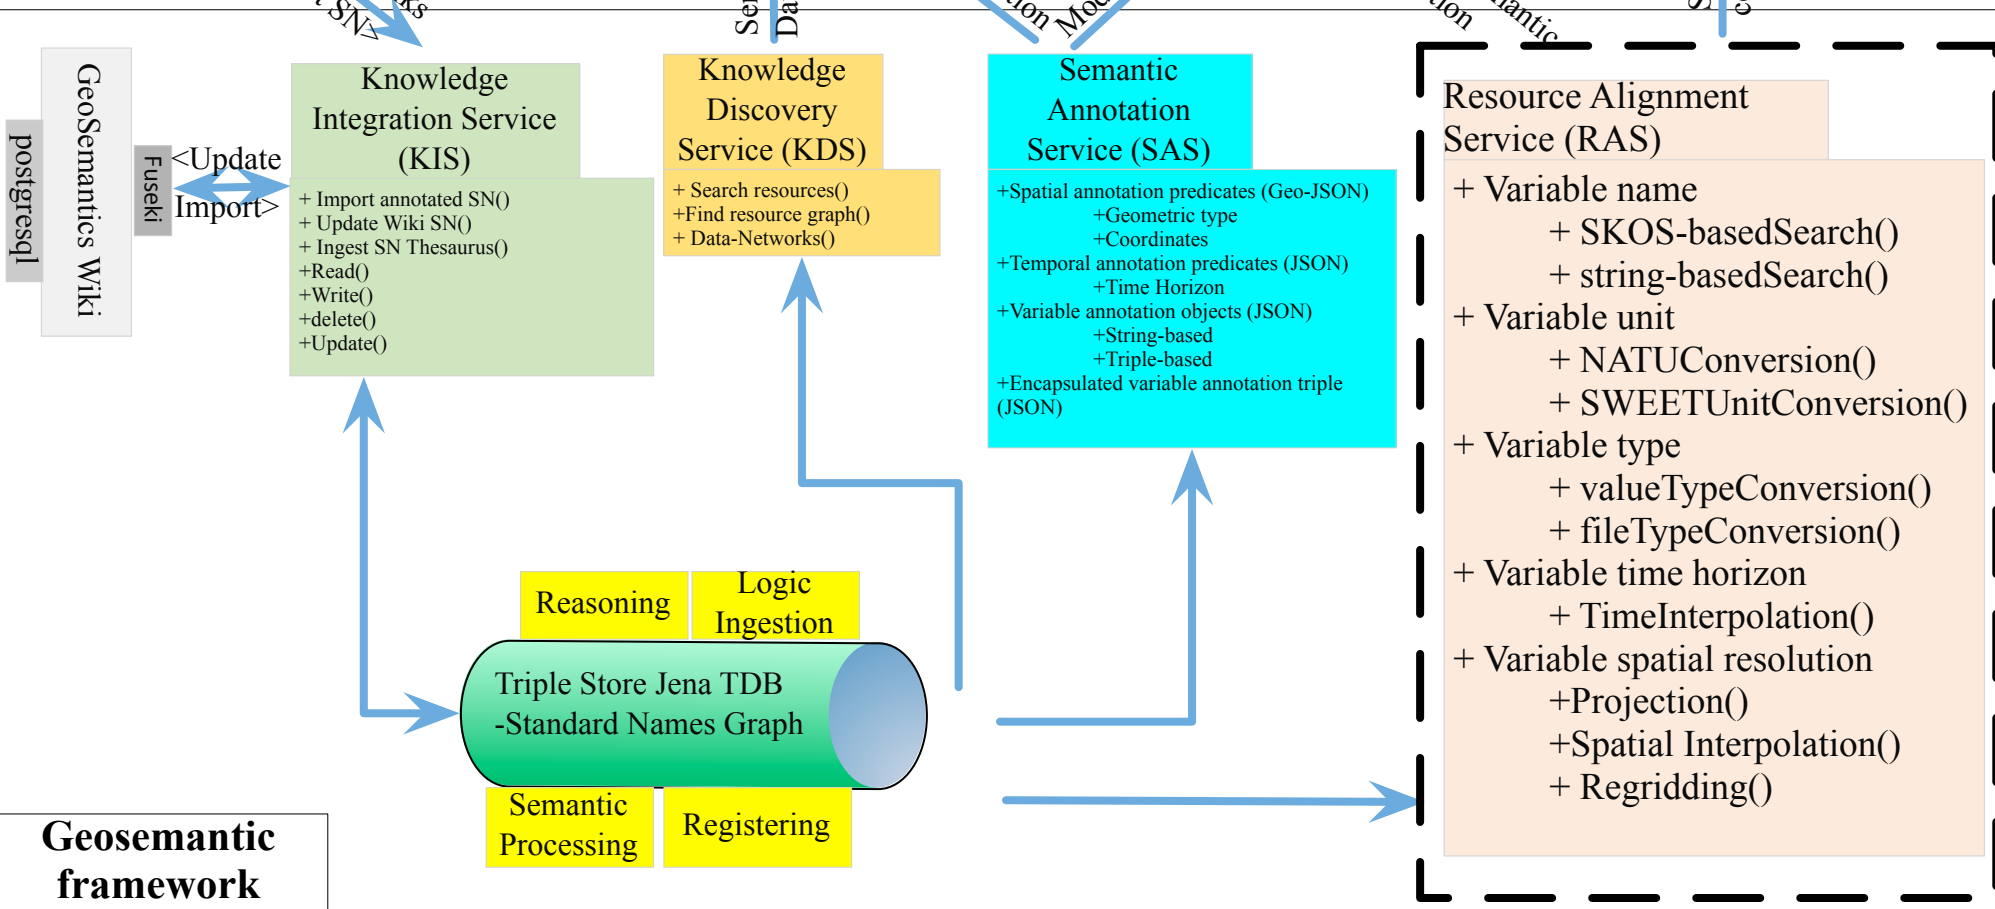 SN>
Da
GeoSemantics Wiki
postgresql
Fuseki
<Update
Import>
Knowledge
Integration Service
(KIS)
+ Import annotated SN()
+ Update Wiki SN()
+ Ingest SN Thesaurus()
+Read()
+Write()
+delete()
+Update()
Knowledge
Discovery
Service (KDS)
+ Search resources()
+Find resource graph()
+ Data-Networks()
Semantic
Annotation
Service (SAS)
+Spatial annotation predicates (Geo-JSON)
+Geometric type
+Coordinates
+Temporal annotation predicates (JSON)
+Time Horizon
+Variable annotation objects (JSON)
+String-based
+Triple-based
+Encapsulated variable annotation triple
(JSON)
Resource Alignment
Service (RAS)
+ Variable name
+ SKOS-basedSearch()
+ string-basedSearch()
+ Variable unit
+ NATUConversion()
+ SWEETUnitConversion()
+ Variable type
+ valueTypeConversion()
+ fileTypeConversion()
+ Variable time horizon
+ TimeInterpolation()
+ Variable spatial resolution
+Projection()
+Spatial Interpolation()
+ Regridding()
Reasoning
Logic
Ingestion
Triple Store Jena TDB
-Standard Names Graph
Semantic
Processing
Registering
Geosemantic
framework